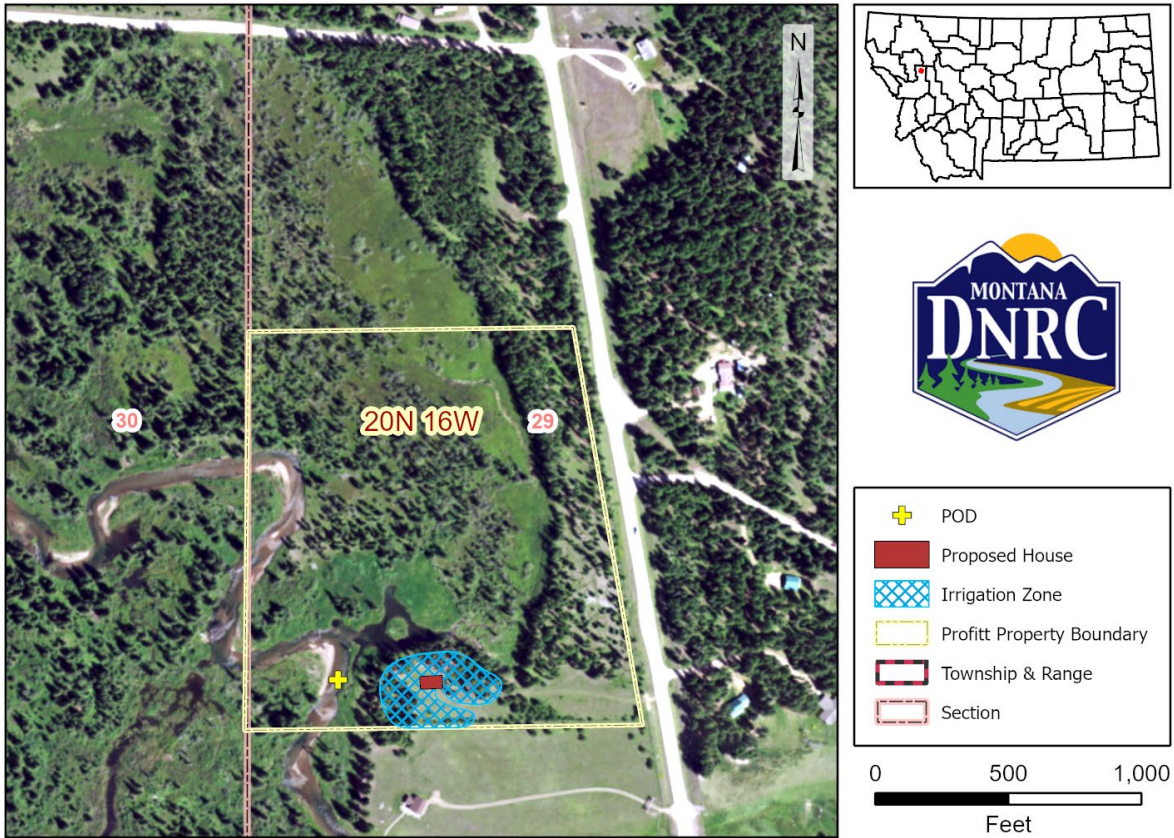 N
30
20N 16W
29
MONTANA
DNRC
POD
Proposed House
Irrigation Zone
Profitt Property Boundary
Township & Range
Section
0 500 1,000
Feet